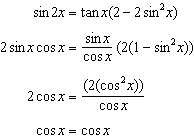 sin 2x = tan x(2 − 2 sin² x)
2 sin x cos x = sin x / cos x (2(1 − sin² x))
2 cos x = (2(cos² x)) / cos x
cos x = cos x